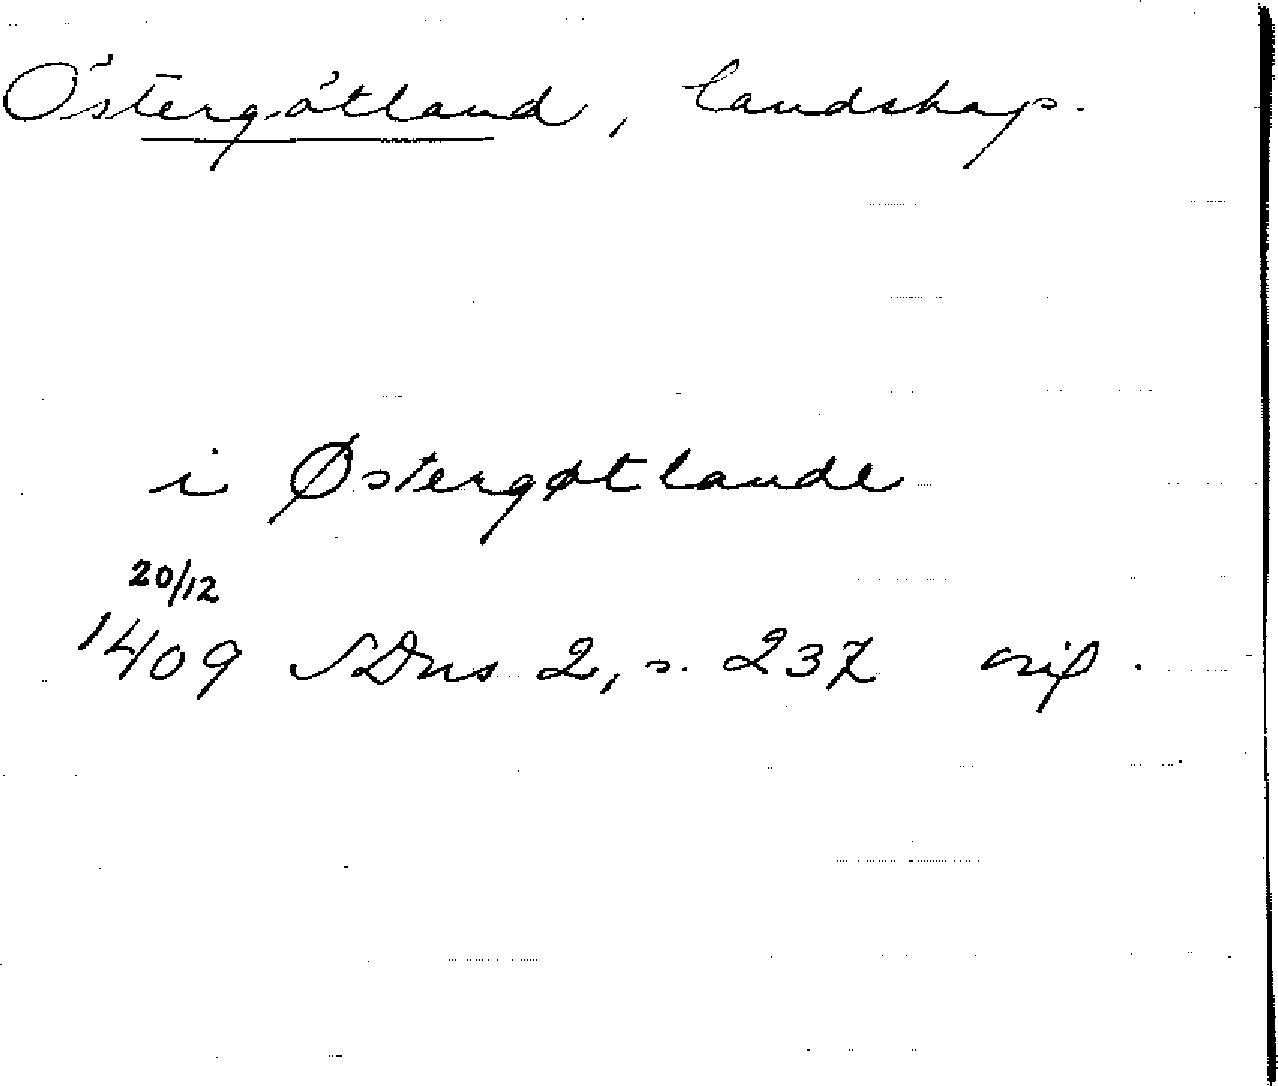 Östergötland, landskap.
i Østergøtlande
20/12
1409 SDns 2, s. 237 orig.